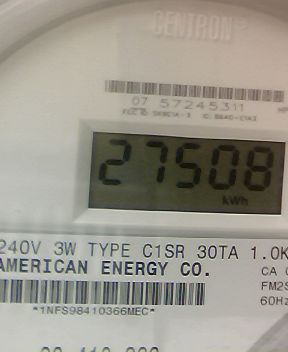 CENTRON
07 57245311
27508
kWh
240V 3W TYPE C1SR 30TA 1.0K
AMERICAN ENERGY CO.
CA
FM2S
60Hz
*1NFS98410366MEC*